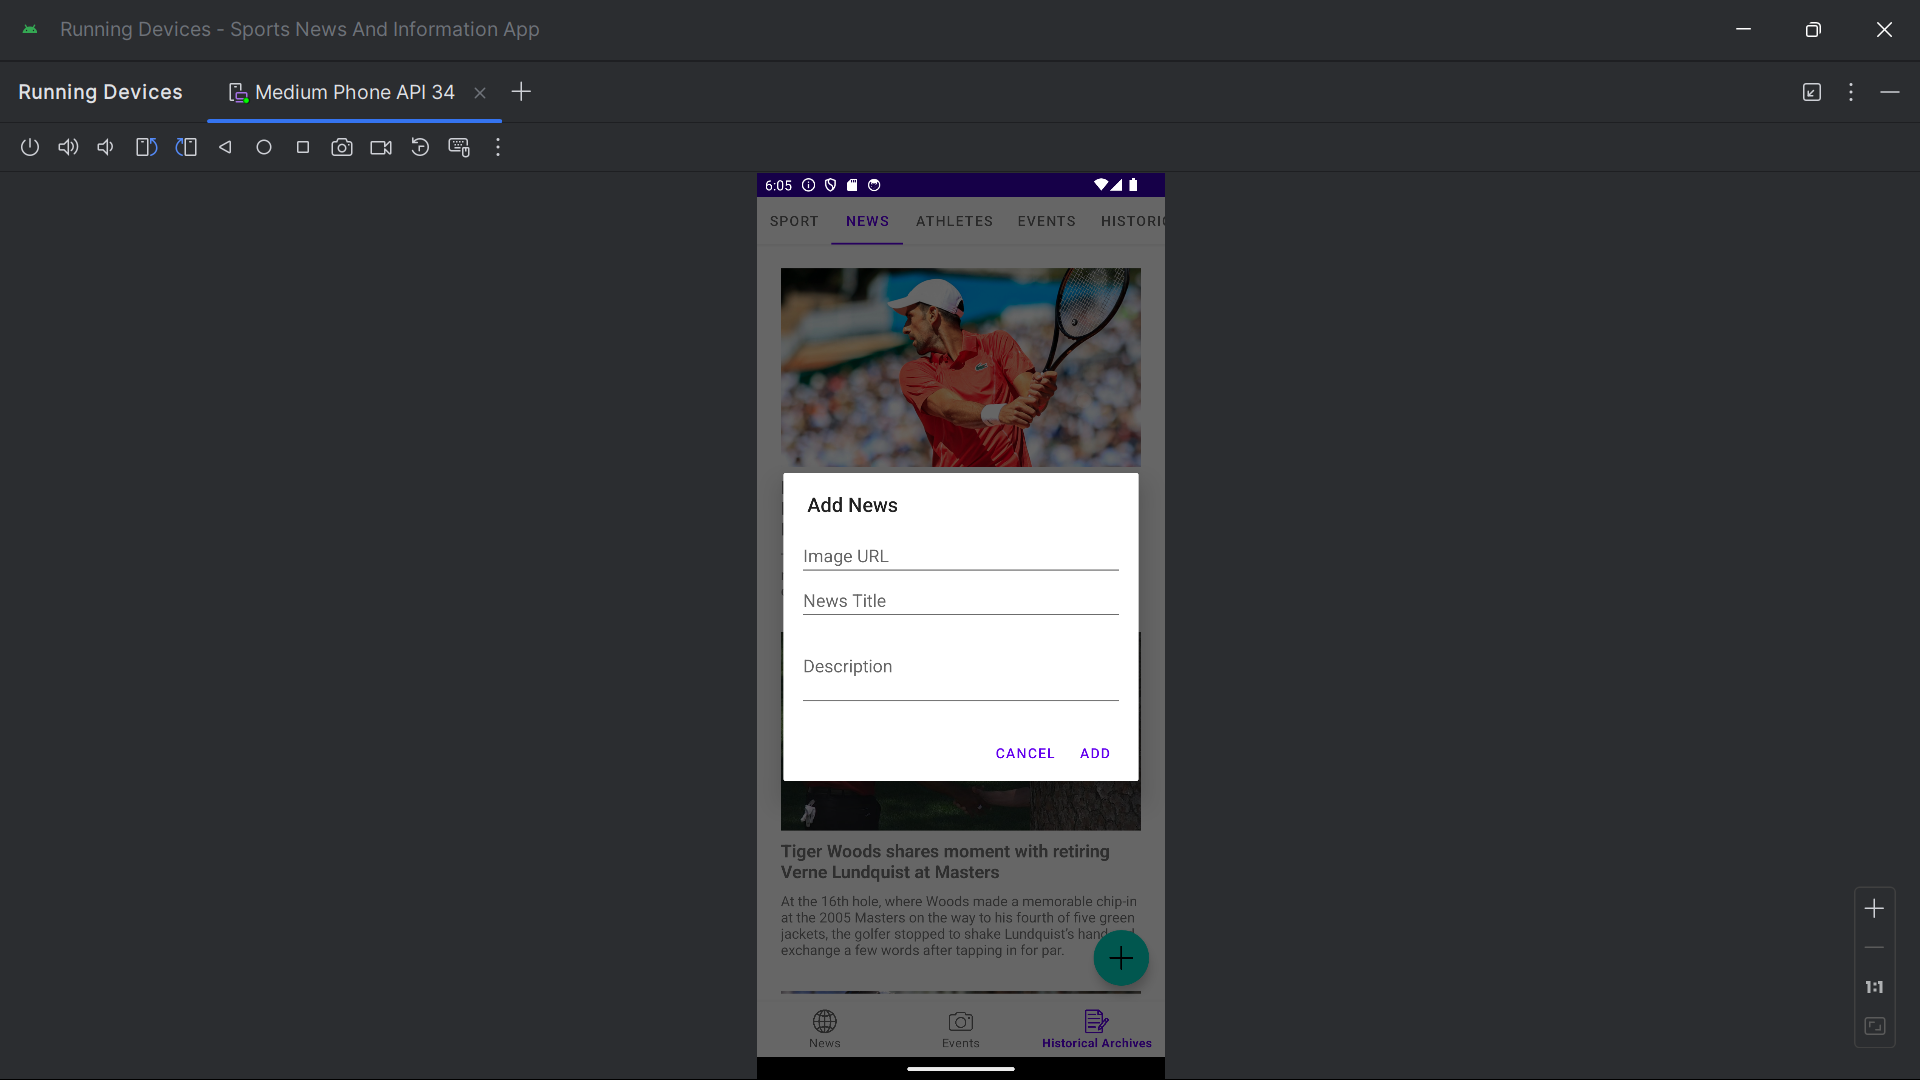 Running Devices - Sports News And Information App
Running Devices
Medium Phone API 34
6:05
SPORT
NEWS
ATHLETES
EVENTS
HISTORIC
Add News
Image URL
News Title
Description
CANCEL
ADD
Tiger Woods shares moment with retiring
Verne Lundquist at Masters
At the 16th hole, where Woods made a memorable chip-in
at the 2005 Masters on the way to his fourth of five green
jackets, the golfer stopped to shake Lundquist's hand
exchange a few words after tapping in for par.
1:1
News
Events
Historical Archives